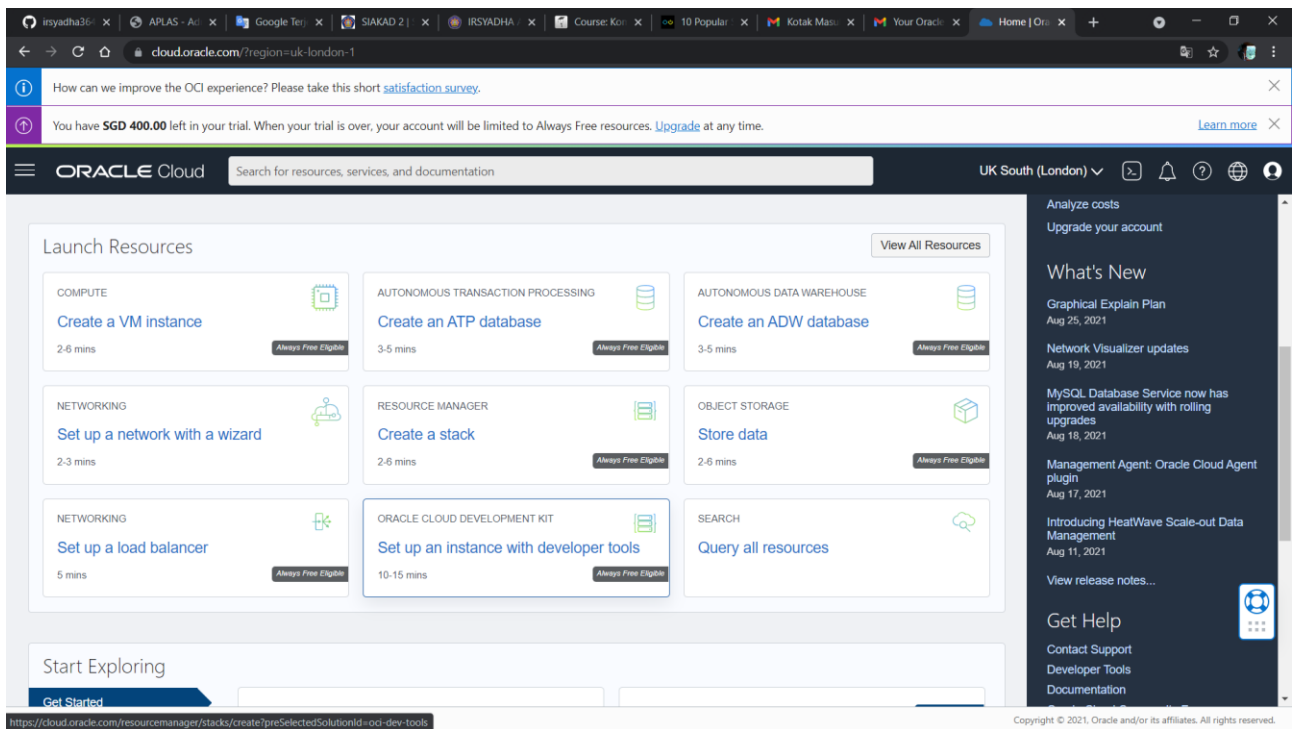 irsyadha36
APLAS - Ad
Google Terj
SIAKAD 2 |
IRSYADHA /
Course: Kon
10 Popular
Kotak Masu
Your Oracle
Home | Ora
cloud.oracle.com/?region=uk-london-1
How can we improve the OCI experience? Please take this short satisfaction survey.
You have SGD 400.00 left in your trial. When your trial is over, your account will be limited to Always Free resources. Upgrade at any time.
Learn more
ORACLE Cloud
Search for resources, services, and documentation
UK South (London)
Launch Resources
View All Resources
COMPUTE
Create a VM instance
2-6 mins
Always Free Eligible
AUTONOMOUS TRANSACTION PROCESSING
Create an ATP database
3-5 mins
Always Free Eligible
AUTONOMOUS DATA WAREHOUSE
Create an ADW database
3-5 mins
Always Free Eligible
NETWORKING
Set up a network with a wizard
2-3 mins
RESOURCE MANAGER
Create a stack
2-6 mins
Always Free Eligible
OBJECT STORAGE
Store data
2-6 mins
Always Free Eligible
NETWORKING
Set up a load balancer
5 mins
Always Free Eligible
ORACLE CLOUD DEVELOPMENT KIT
Set up an instance with developer tools
10-15 mins
Always Free Eligible
SEARCH
Query all resources
Start Exploring
Get Started
Analyze costs
Upgrade your account
What's New
Graphical Explain Plan
Aug 25, 2021
Network Visualizer updates
Aug 19, 2021
MySQL Database Service now has
improved availability with rolling
upgrades
Aug 18, 2021
Management Agent: Oracle Cloud Agent
plugin
Aug 17, 2021
Introducing HeatWave Scale-out Data
Management
Aug 11, 2021
View release notes...
Get Help
Contact Support
Developer Tools
Documentation
https://cloud.oracle.com/resourcemanager/stacks/create?preSelectedSolutionId=oci-dev-tools
Copyright © 2021, Oracle and/or its affiliates. All rights reserved.